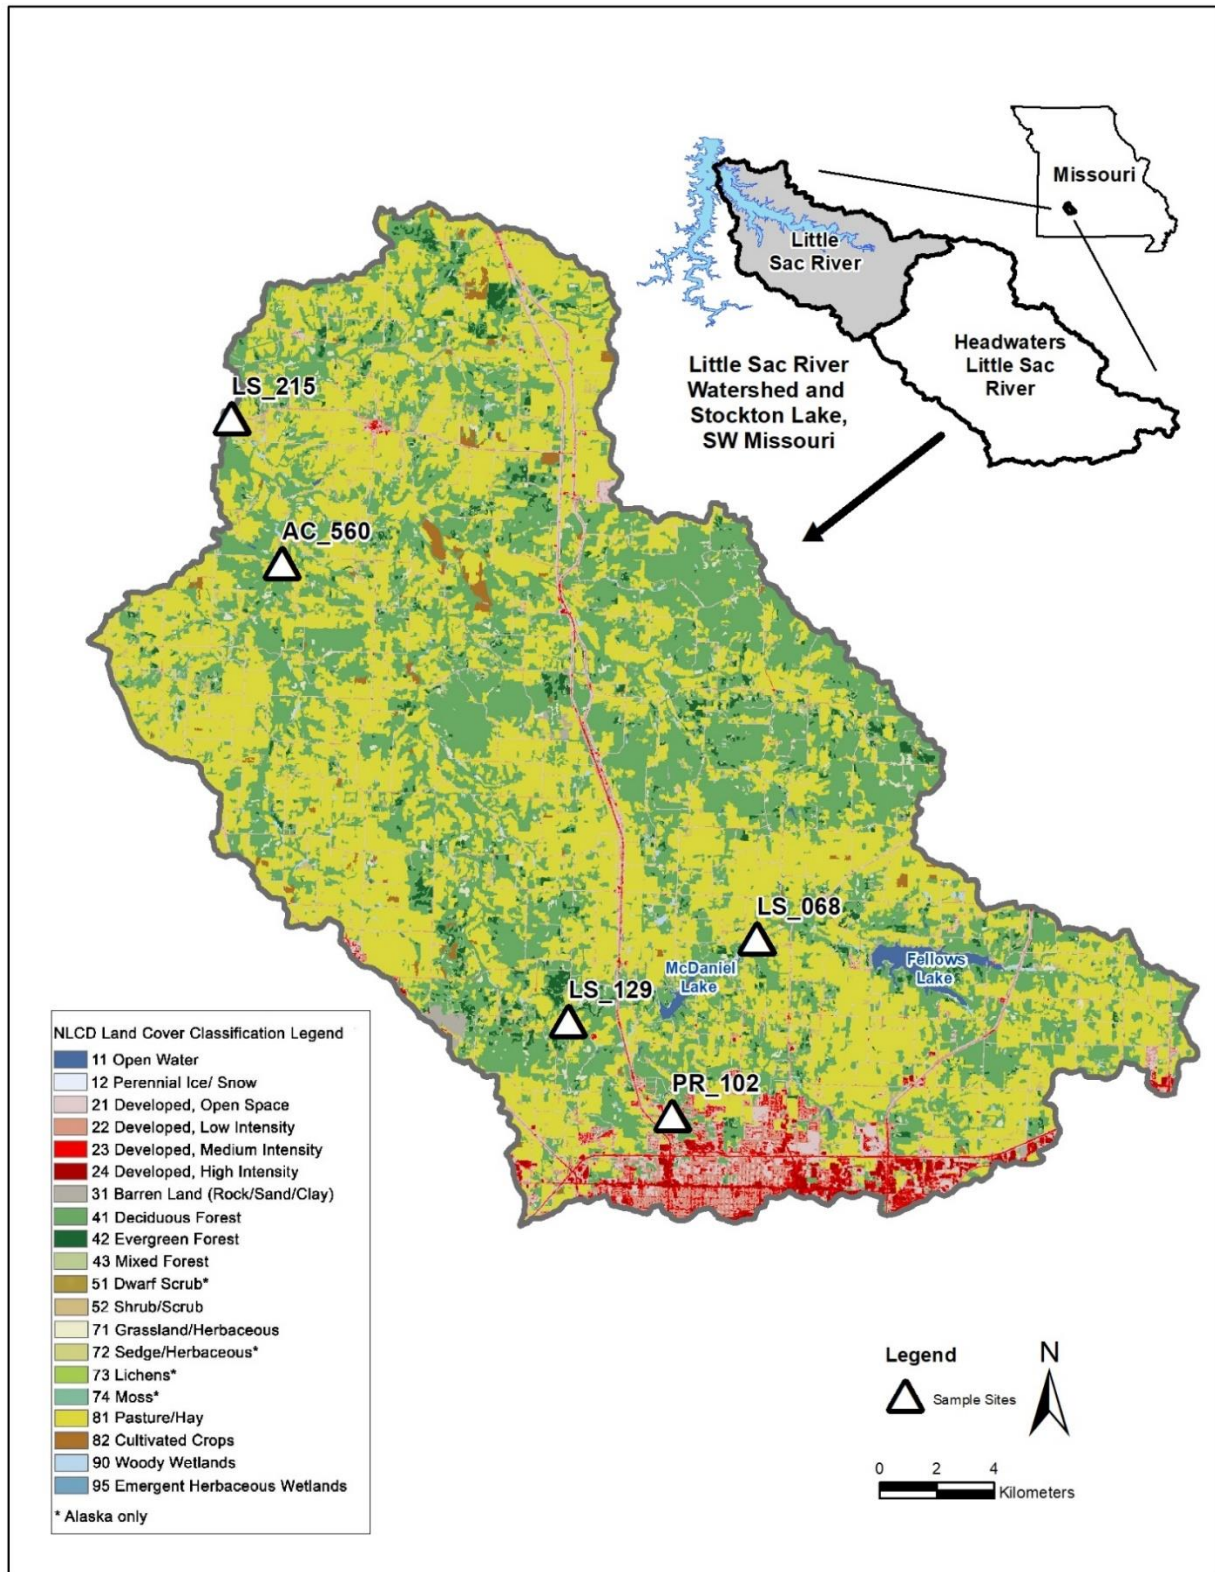 Missouri
Little
Sac River
Headwaters
Little Sac
River
Little Sac River
Watershed and
Stockton Lake,
SW Missouri
LS_215
AC_560
LS_068
McDaniel
Lake
Fellows
Lake
LS_129
PR_102
NLCD Land Cover Classification Legend
11 Open Water
12 Perennial Ice/ Snow
21 Developed, Open Space
22 Developed, Low Intensity
23 Developed, Medium Intensity
24 Developed, High Intensity
31 Barren Land (Rock/Sand/Clay)
41 Deciduous Forest
42 Evergreen Forest
43 Mixed Forest
51 Dwarf Scrub*
52 Shrub/Scrub
71 Grassland/Herbaceous
72 Sedge/Herbaceous*
73 Lichens*
74 Moss*
81 Pasture/Hay
82 Cultivated Crops
90 Woody Wetlands
95 Emergent Herbaceous Wetlands
* Alaska only
Legend
Sample Sites
N
0 2 4
Kilometers